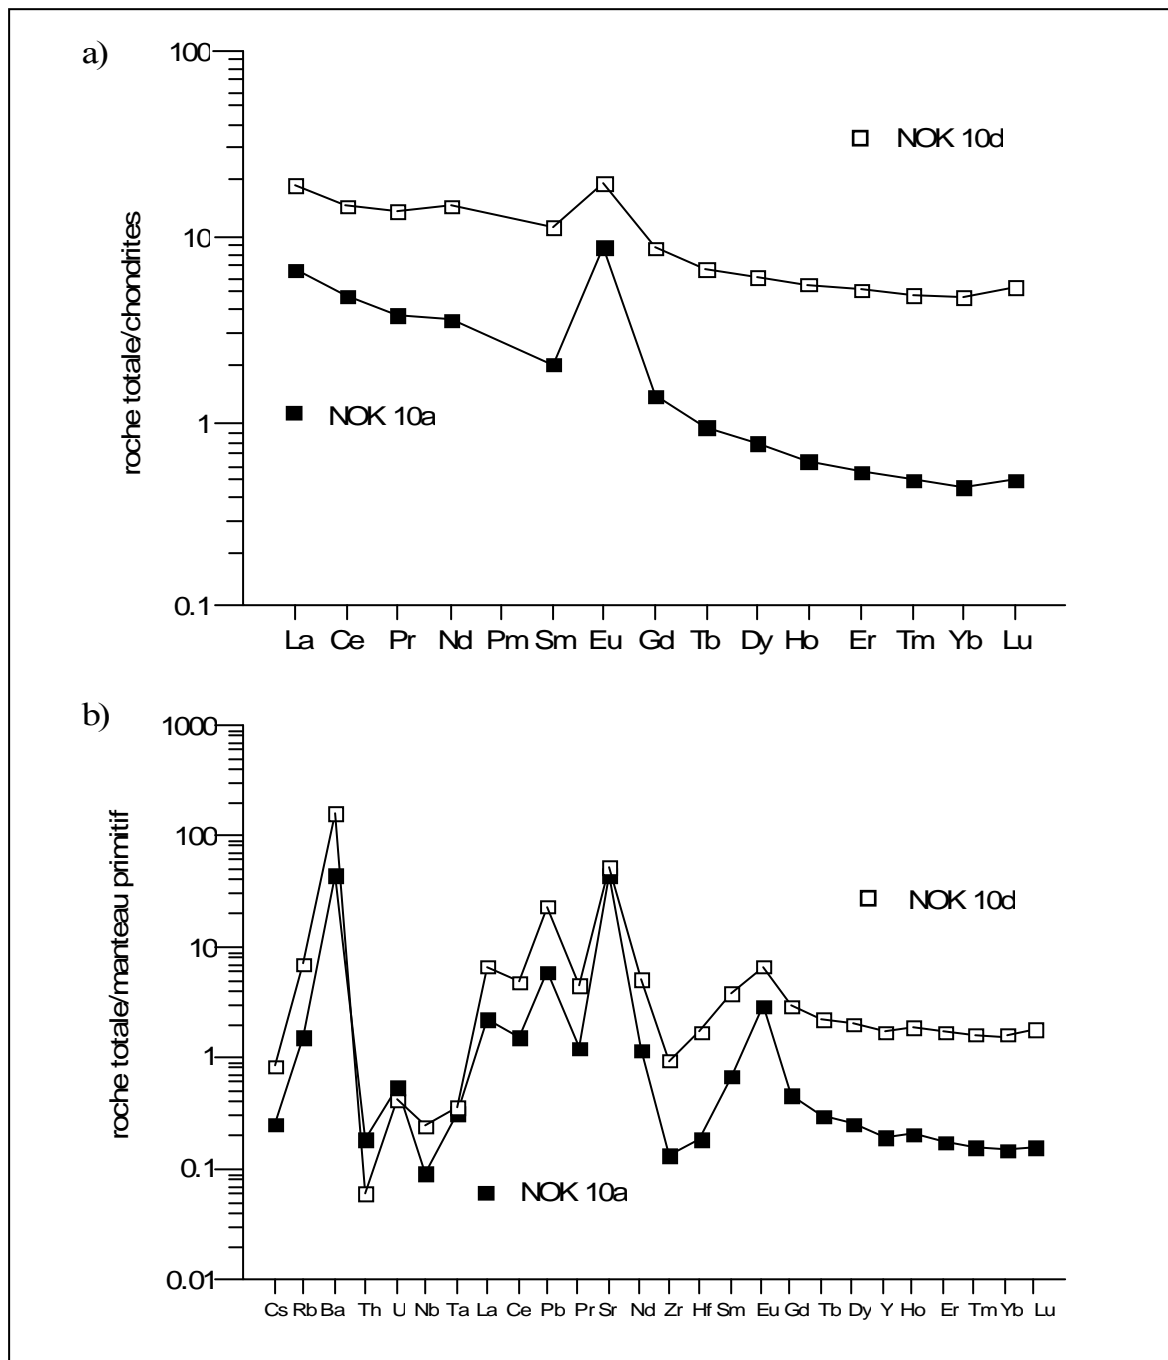 a)
roche totale/chondrites
100
10
1
0.1
NOK 10d
NOK 10a
La Ce Pr Nd Pm Sm Eu Gd Tb Dy Ho Er Tm Yb Lu
b)
roche totale/manteau primitif
1000
100
10
1
0.1
0.01
NOK 10d
NOK 10a
Cs Rb Ba Th U Nb Ta La Ce Pb Pr Sr Nd Zr Hf Sm Eu Gd Tb Dy Y Ho Er Tm Yb Lu